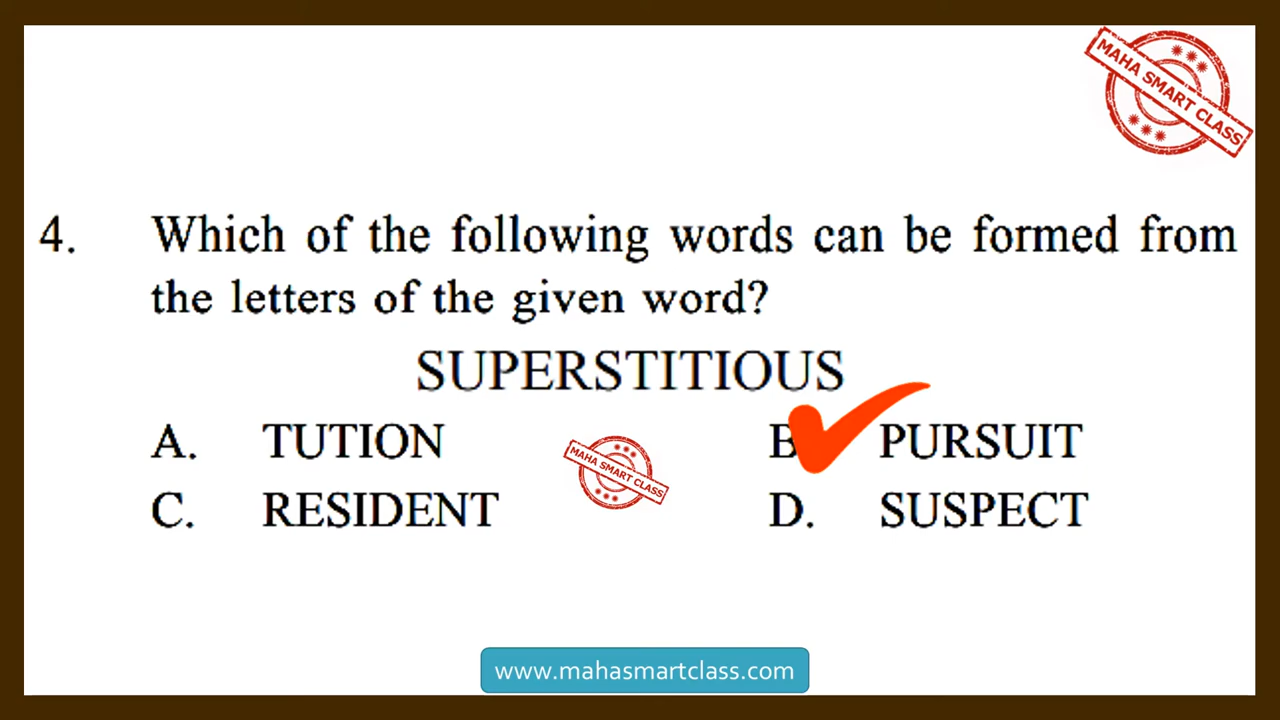 MAHA SMART CLASS
4. Which of the following words can be formed from
the letters of the given word?
SUPERSTITIOUS
A. TUTION B. PURSUIT
MAHA SMART CLASS
C. RESIDENT D. SUSPECT
www.mahasmartclass.com